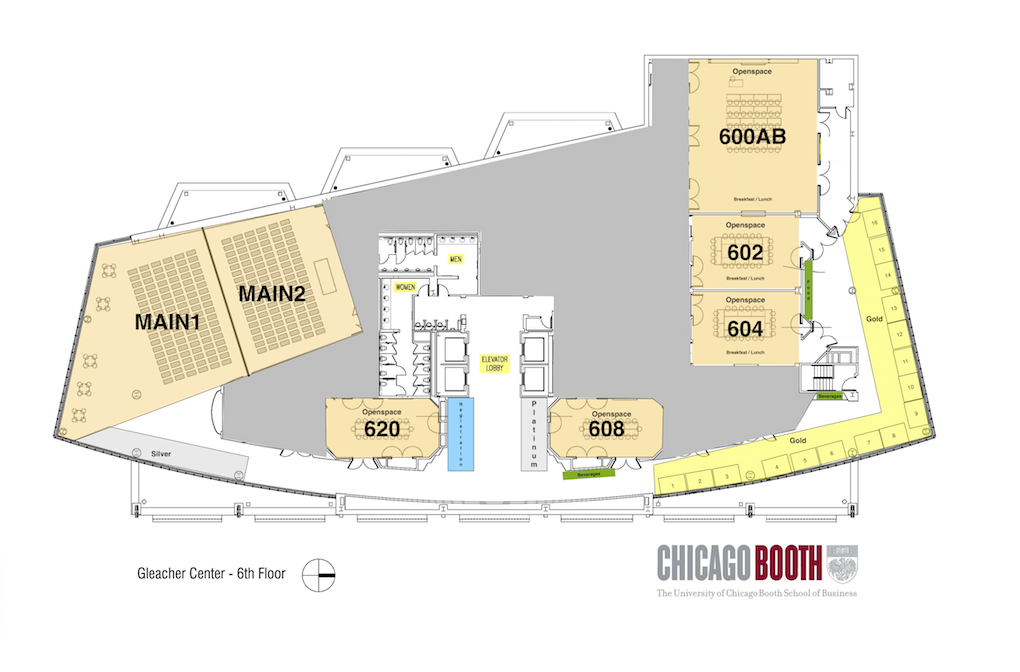 Openspace
600AB
Breakfast / Lunch
Openspace
602
Breakfast / Lunch
Food
Openspace
604
Breakfast / Lunch
16
15
14
13
12
11
10
9
8
7
6
5
4
3
2
1
Gold
Gold
Beverages
MAIN1
MAIN2
MEN
WOMEN
ELEVATOR
LOBBY
Openspace
620
Registration
Platinum
Openspace
608
Beverages
Silver
Gleacher Center - 6th Floor
CHICAGO BOOTH
The University of Chicago Booth School of Business